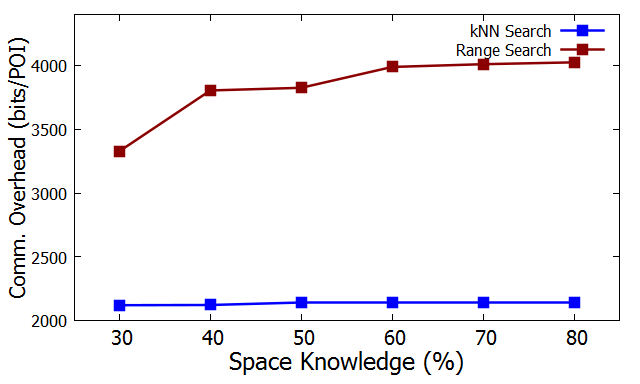 kNN Search
Range Search
Comm. Overhead (bits/POI)
4000
3500
4000
2500
2000
30 40 50 60 70 80
Space Knowledge (%)